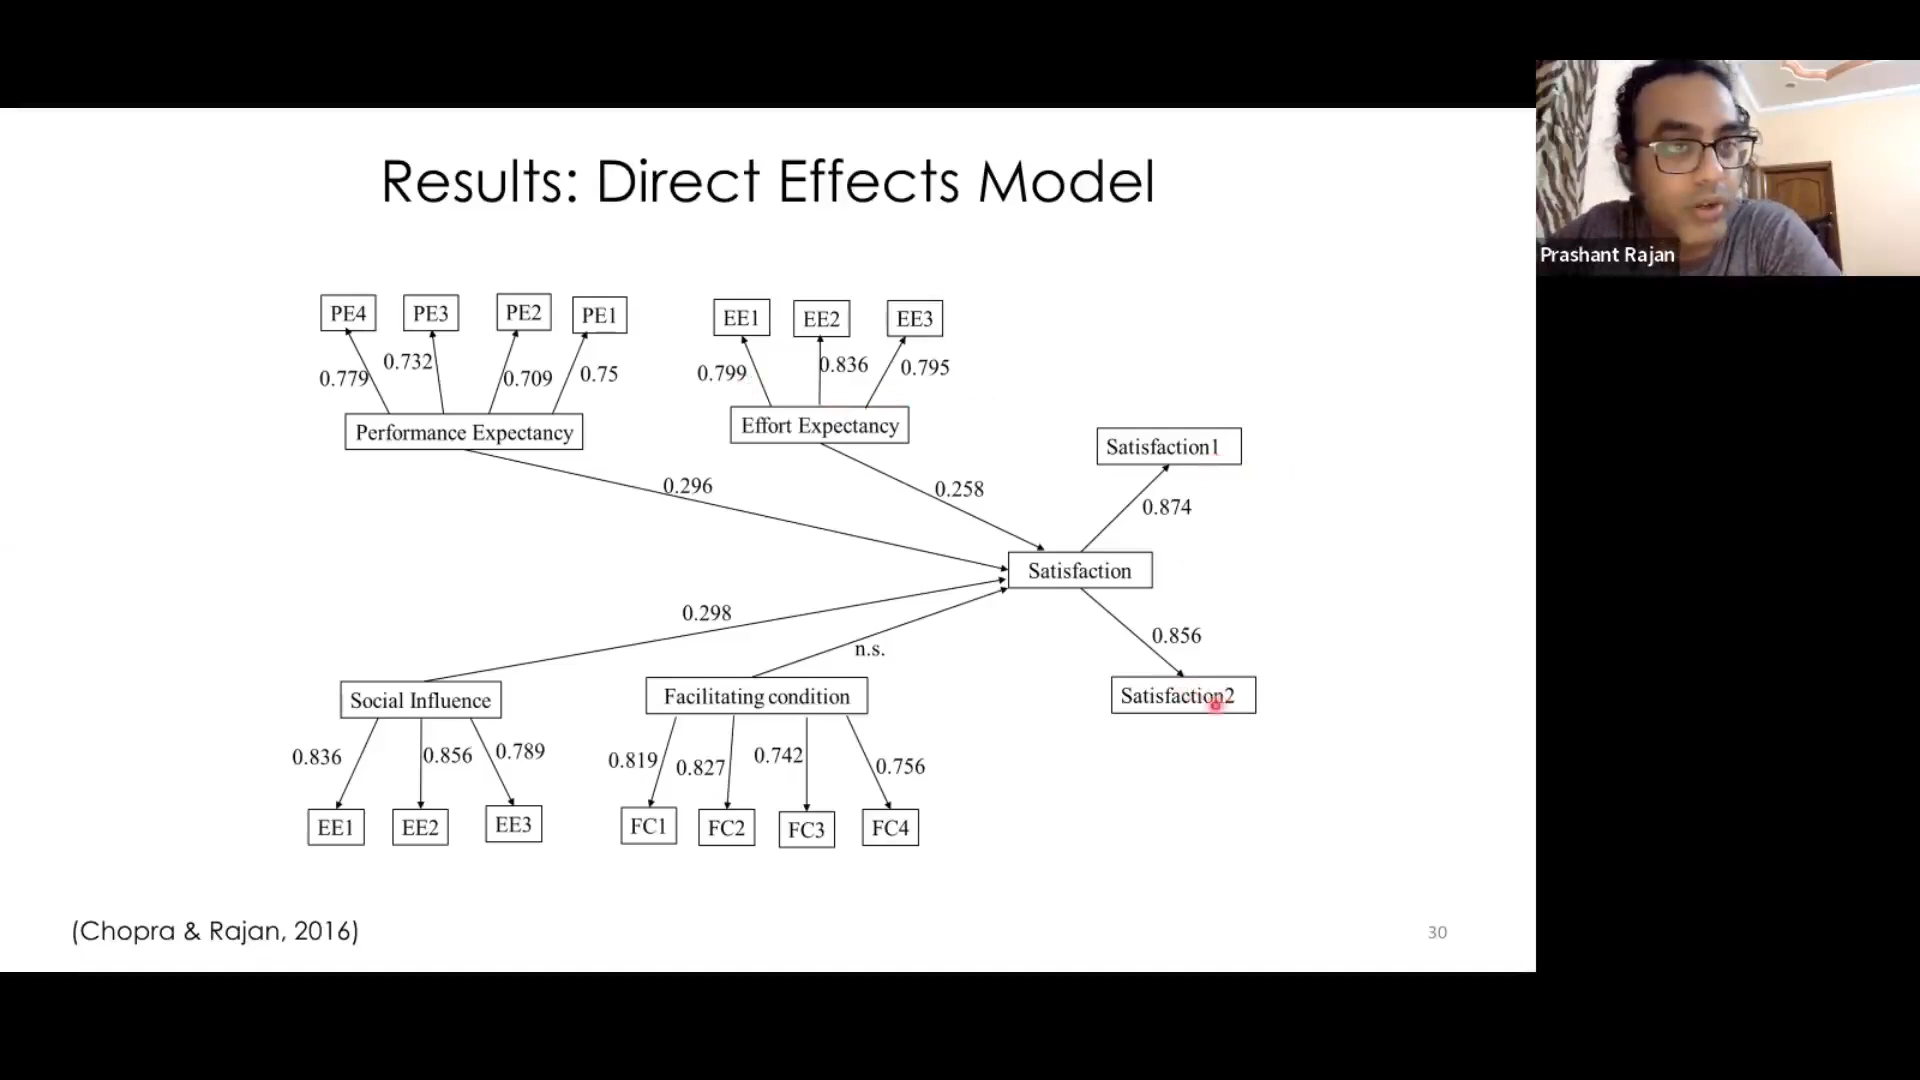 Results: Direct Effects Model
Prashant Rajan
PE4 PE3 PE2 PE1 EE1 EE2 EE3
0.779 0.732 0.709 0.75 0.799 0.836 0.795
Performance Expectancy Effort Expectancy
Satisfaction1
0.296 0.258 0.874
Satisfaction
0.298 n.s. 0.856
Social Influence Facilitating condition Satisfaction2
0.836 0.856 0.789 0.819 0.827 0.742 0.756
EE1 EE2 EE3 FC1 FC2 FC3 FC4
(Chopra & Rajan, 2016)
30